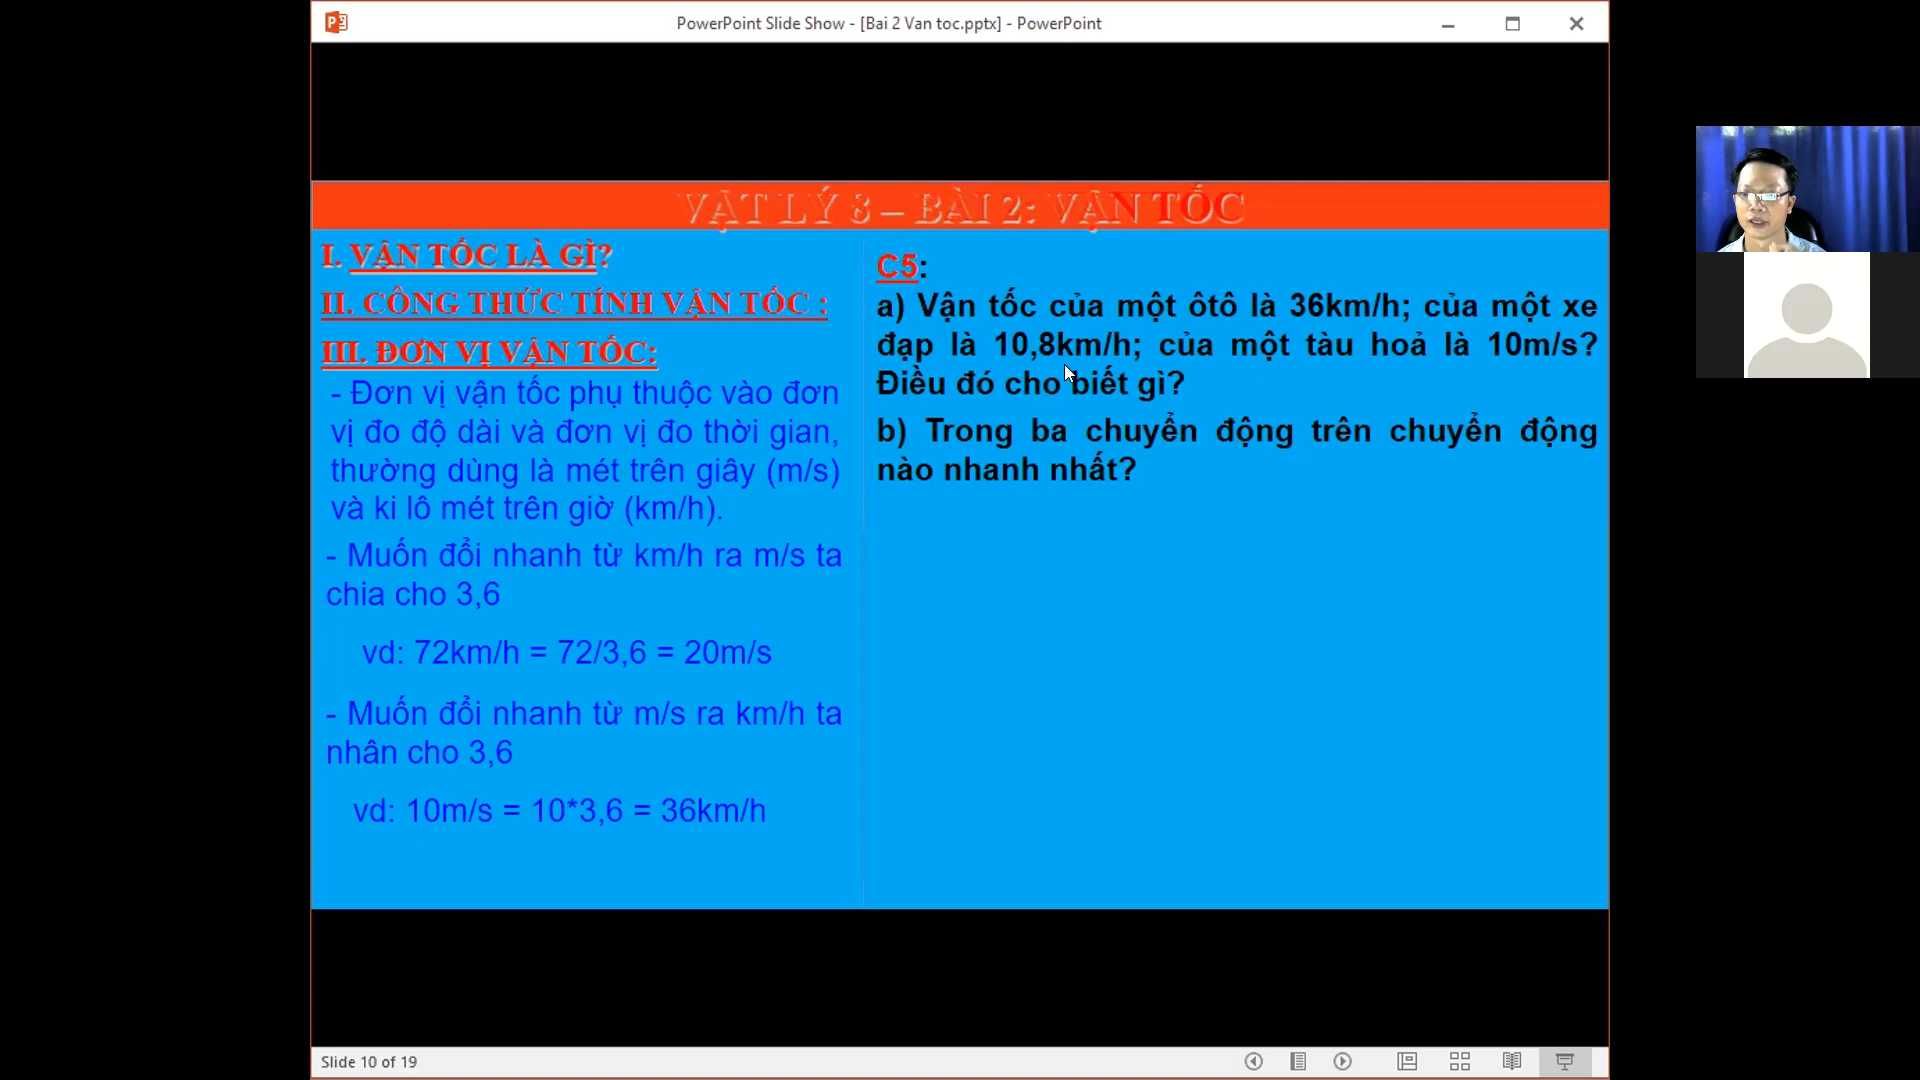 PowerPoint Slide Show - [Bai 2 Van toc.pptx] - PowerPoint
VẬT LÝ 8 – BÀI 2: VẬN TỐC
I. VẬN TỐC LÀ GÌ?
II. CÔNG THỨC TÍNH VẬN TỐC :
III. ĐƠN VỊ VẬN TỐC:
- Đơn vị vận tốc phụ thuộc vào đơn
vị đo độ dài và đơn vị đo thời gian,
thường dùng là mét trên giây (m/s)
và ki lô mét trên giờ (km/h).
- Muốn đổi nhanh từ km/h ra m/s ta
chia cho 3,6
vd: 72km/h = 72/3,6 = 20m/s
- Muốn đổi nhanh từ m/s ra km/h ta
nhân cho 3,6
vd: 10m/s = 10*3,6 = 36km/h
C5:
a) Vận tốc của một ôtô là 36km/h; của một xe
đạp là 10,8km/h; của một tàu hoả là 10m/s?
Điều đó cho biết gì?
b) Trong ba chuyển động trên chuyển động
nào nhanh nhất?
Slide 10 of 19